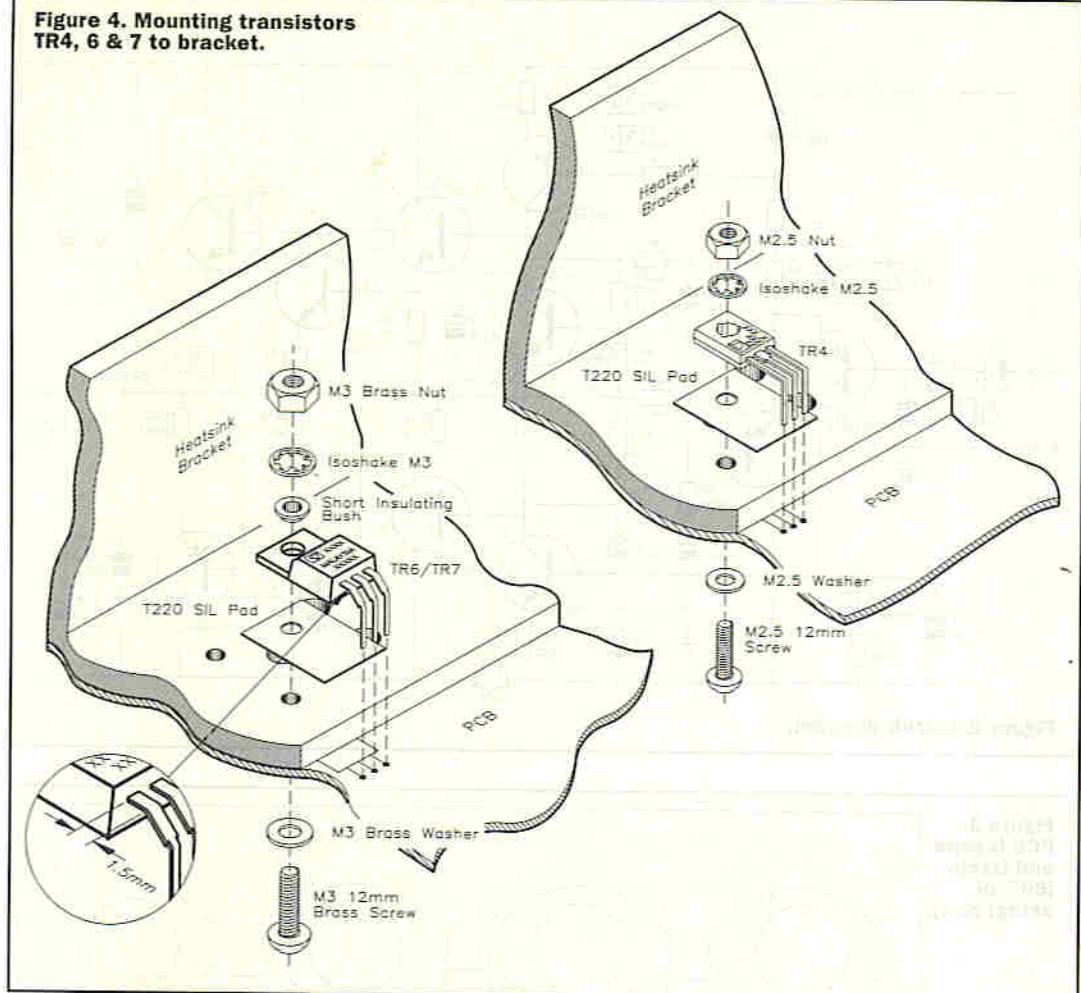 Figure 4. Mounting transistors
TR4, 6 & 7 to bracket.
Heatsink
Bracket
M2.5 Nut
Isoshake M2.5
TR4
T220 SIL Pad
PCB
M2.5 Washer
M2.5 12mm
Screw
Heatsink
Bracket
M3 Brass Nut
Isoshake M3
Short Insulating
Bush
TR6/TR7
T220 SIL Pad
PCB
XX
XX
1.5mm
M3 Brass Washer
M3 12mm
Brass Screw